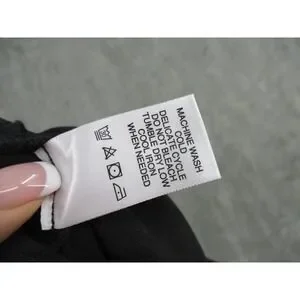 MACHINE WASH
COLD
DELICATE CYCLE
DO NOT BLEACH
TUMBLE DRY LOW
COOL IRON
WHEN NEEDED